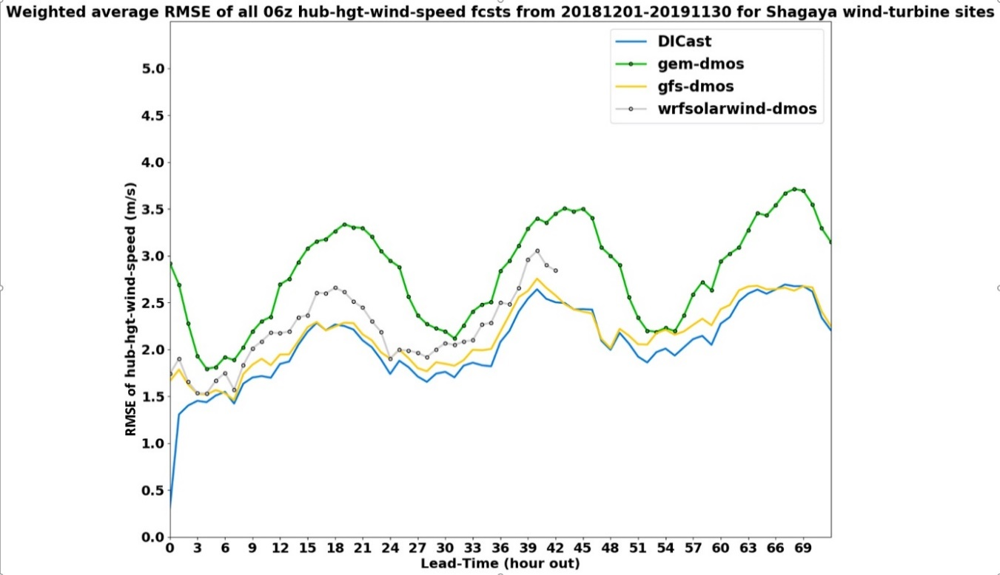 Weighted average RMSE of all 06z hub-hgt-wind-speed fcsts from 20181201-20191130 for Shagaya wind-turbine sites
DICast
gem-dmos
gfs-dmos
wrfsolarwind-dmos
RMSE of hub-hgt-wind-speed (m/s)
5.0
4.5
4.0
3.5
3.0
2.5
2.0
1.5
1.0
0.5
0.0
0 3 6 9 12 15 18 21 24 27 30 33 36 39 42 45 48 51 54 57 60 63 66 69
Lead-Time (hour out)